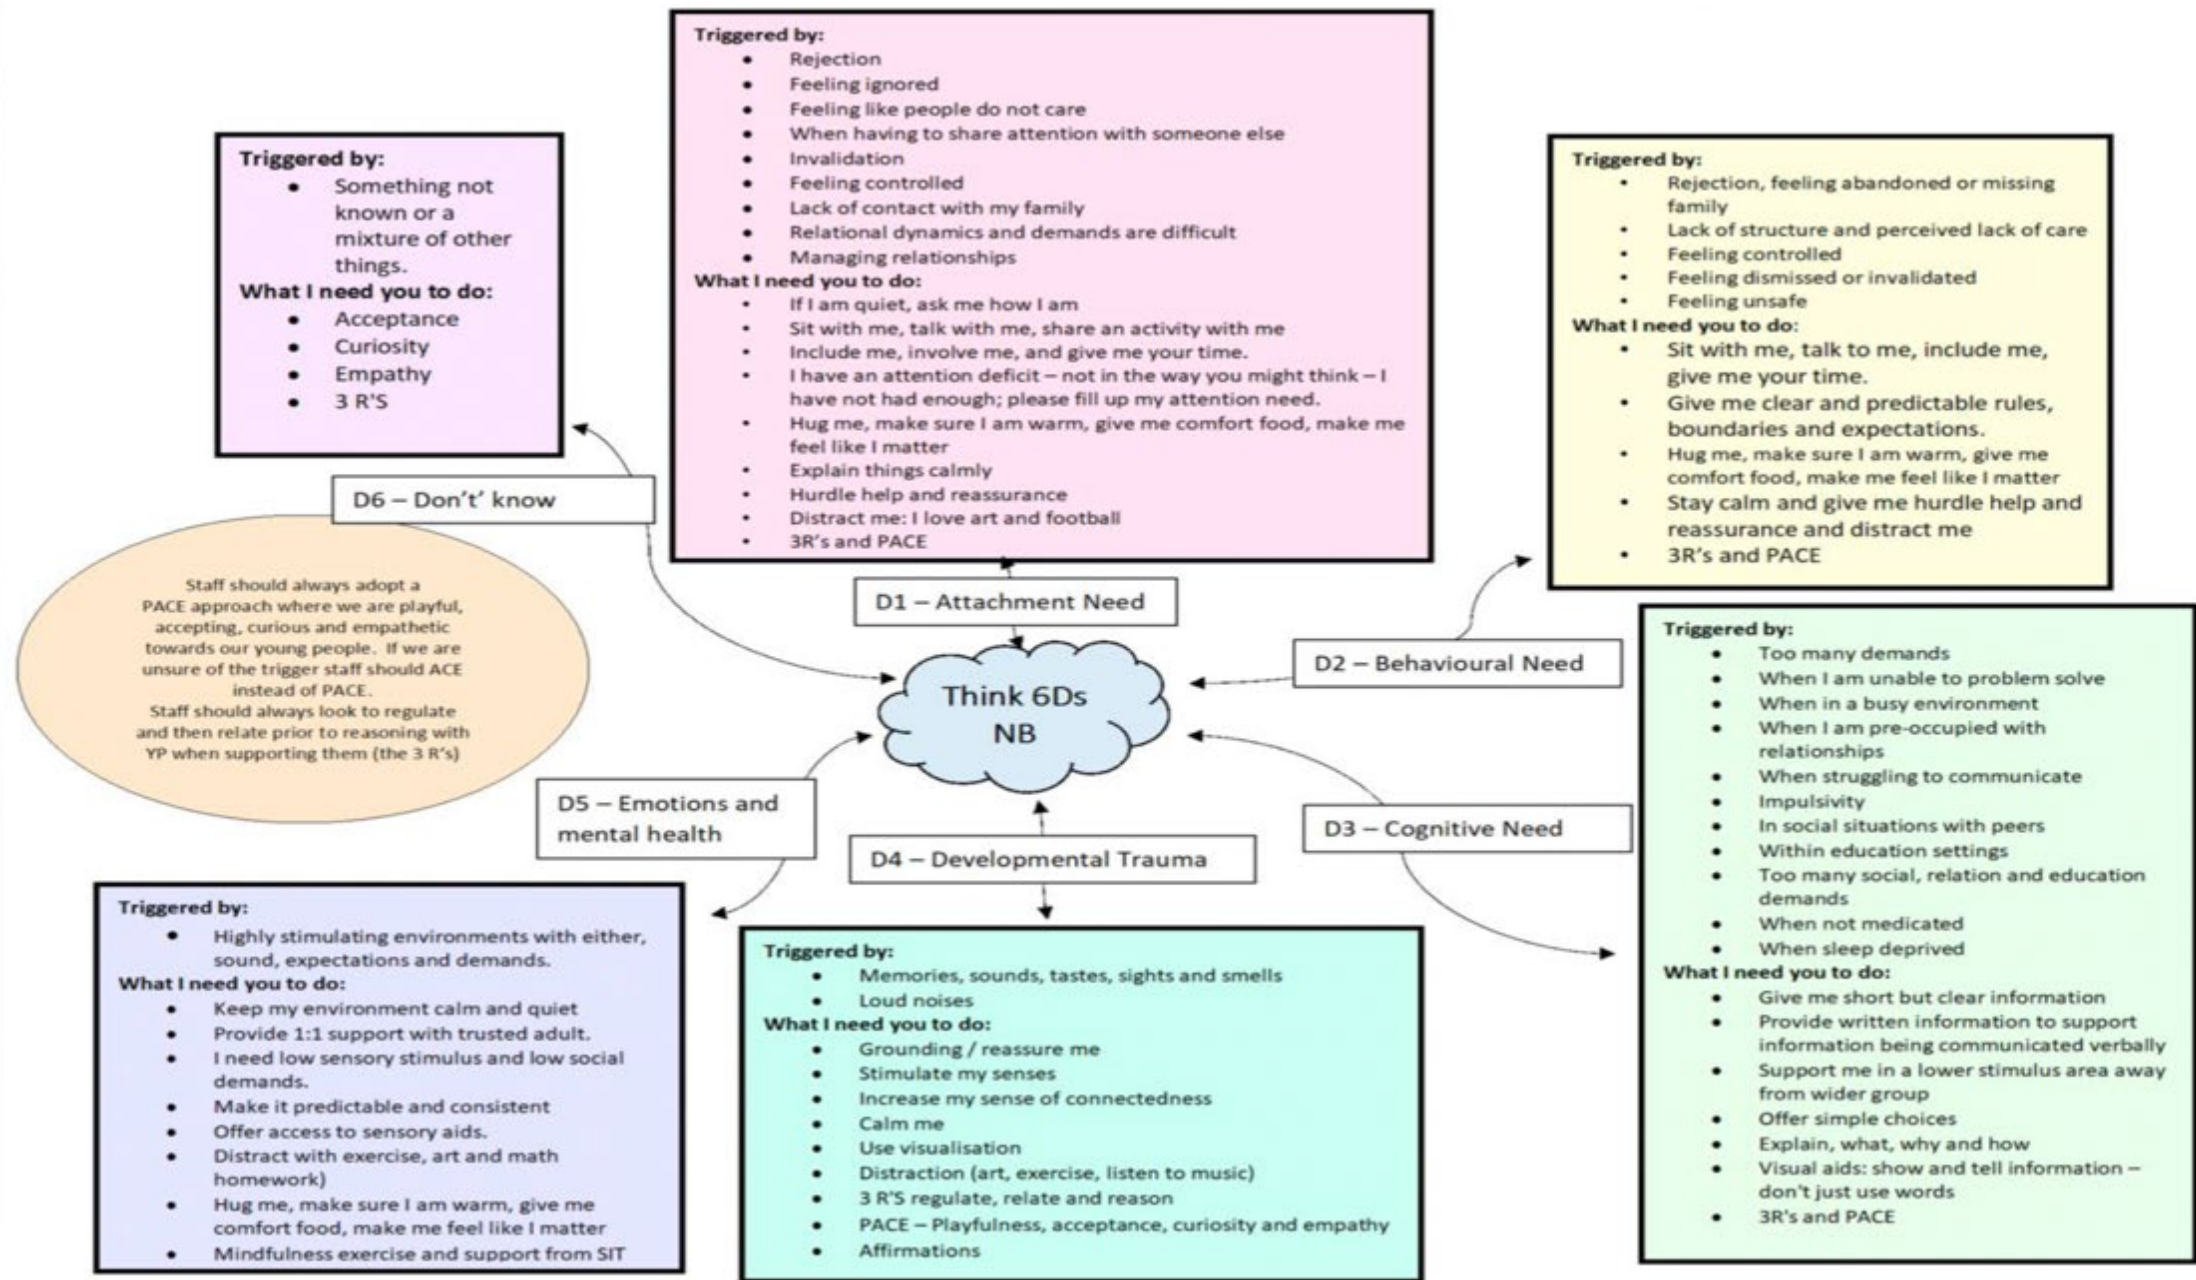 Triggered by:
• Rejection
• Feeling ignored
• Feeling like people do not care
• When having to share attention with someone else
• Invalidation
• Feeling controlled
• Lack of contact with my family
• Relational dynamics and demands are difficult
• Managing relationships
What I need you to do:
• If I am quiet, ask me how I am
• Sit with me, talk with me, share an activity with me
• Include me, involve me, and give me your time.
• I have an attention deficit – not in the way you might think – I
have not had enough; please fill up my attention need.
• Hug me, make sure I am warm, give me comfort food, make me
feel like I matter
• Explain things calmly
• Hurdle help and reassurance
• Distract me: I love art and football
• 3R's and PACE
Triggered by:
• Something not
known or a
mixture of other
things.
What I need you to do:
• Acceptance
• Curiosity
• Empathy
• 3 R'S
Triggered by:
• Rejection, feeling abandoned or missing
family
• Lack of structure and perceived lack of care
• Feeling controlled
• Feeling dismissed or invalidated
• Feeling unsafe
What I need you to do:
• Sit with me, talk to me, include me,
give me your time.
• Give me clear and predictable rules,
boundaries and expectations.
• Hug me, make sure I am warm, give me
comfort food, make me feel like I matter
• Stay calm and give me hurdle help and
reassurance and distract me
• 3R's and PACE
D6 – Don't' know
Staff should always adopt a
PACE approach where we are playful,
accepting, curious and empathetic
towards our young people. If we are
unsure of the trigger staff should ACE
instead of PACE.
Staff should always look to regulate
and then relate prior to reasoning with
YP when supporting them (the 3 R's)
D1 – Attachment Need
D2 – Behavioural Need
Think 6Ds
NB
D5 – Emotions and
mental health
D4 – Developmental Trauma
D3 – Cognitive Need
Triggered by:
• Too many demands
• When I am unable to problem solve
• When in a busy environment
• When I am pre-occupied with
relationships
• When struggling to communicate
• Impulsivity
• In social situations with peers
• Within education settings
• Too many social, relation and education
demands
• When not medicated
• When sleep deprived
What I need you to do:
• Give me short but clear information
• Provide written information to support
information being communicated verbally
• Support me in a lower stimulus area away
from wider group
• Offer simple choices
• Explain, what, why and how
• Visual aids: show and tell information –
don't just use words
• 3R's and PACE
Triggered by:
• Highly stimulating environments with either,
sound, expectations and demands.
What I need you to do:
• Keep my environment calm and quiet
• Provide 1:1 support with trusted adult.
• I need low sensory stimulus and low social
demands.
• Make it predictable and consistent
• Offer access to sensory aids.
• Distract with exercise, art and math
homework)
• Hug me, make sure I am warm, give me
comfort food, make me feel like I matter
• Mindfulness exercise and support from SIT
Triggered by:
• Memories, sounds, tastes, sights and smells
• Loud noises
What I need you to do:
• Grounding / reassure me
• Stimulate my senses
• Increase my sense of connectedness
• Calm me
• Use visualisation
• Distraction (art, exercise, listen to music)
• 3 R'S regulate, relate and reason
• PACE – Playfulness, acceptance, curiosity and empathy
• Affirmations